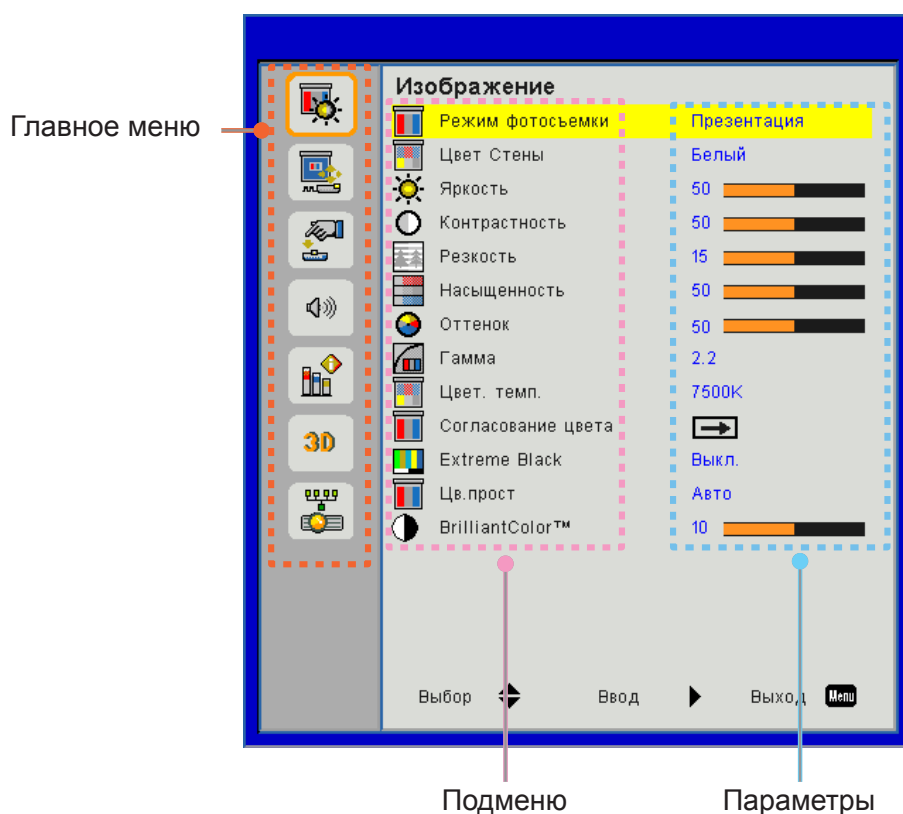 Главное меню
Изображение
Режим фотосъемки Презентация
Цвет Стены Белый
Яркость 50
Контрастность 50
Резкость 15
Насыщенность 50
Оттенок 50
Гамма 2.2
Цвет. темп. 7500K
Согласование цвета
Extreme Black Выкл.
Цв.прост Авто
BrilliantColor™ 10
3D
Выбор Ввод Выход Menu
Подменю Параметры